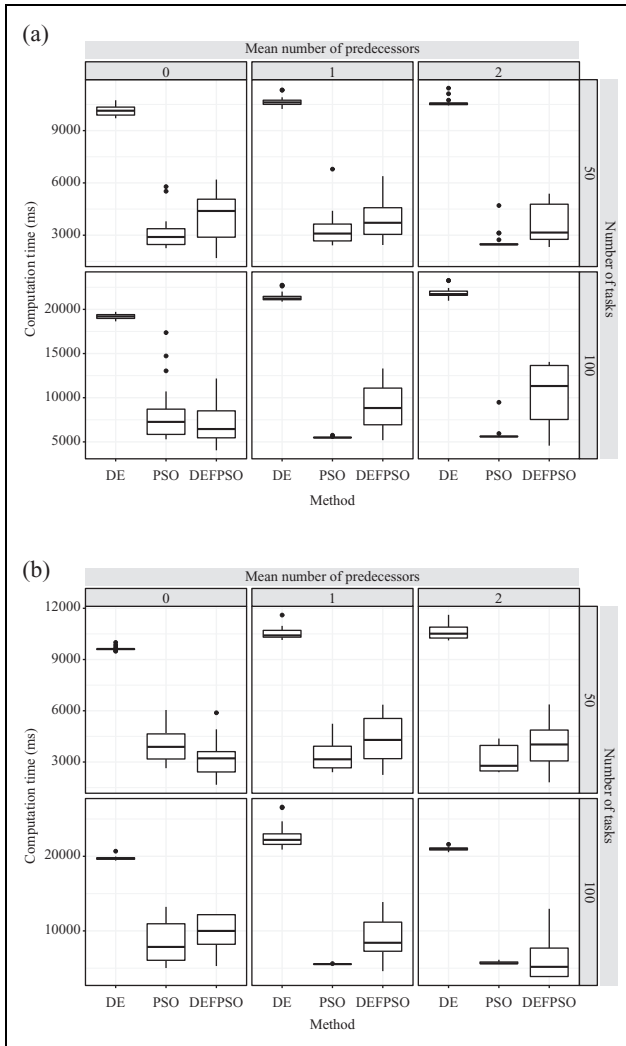 (a)
Mean number of predecessors
0 1 2
Computation time (ms)
9000
6000
3000
50
20000
15000
10000
5000
100
Number of tasks
DE PSO DEFPSO DE PSO DEFPSO DE PSO DEFPSO
Method
(b)
Mean number of predecessors
0 1 2
Computation time (ms)
12000
9000
6000
3000
50
20000
10000
100
Number of tasks
DE PSO DEFPSO DE PSO DEFPSO DE PSO DEFPSO
Method